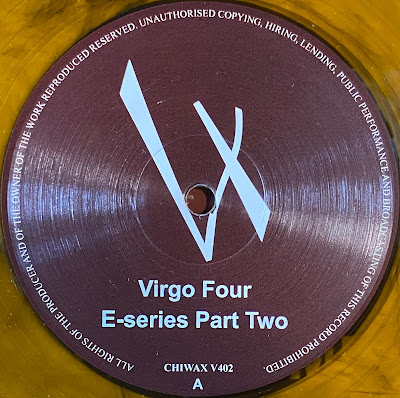 ALL RIGHTS OF THE PRODUCER AND OF THE OWNER OF THE WORK REPRODUCED RESERVED. UNAUTHORISED COPYING, HIRING, LENDING, PUBLIC PERFORMANCE AND BROADCASTING OF THIS RECORD PROHIBITED.
Virgo Four
E-series Part Two
CHIWAX V402
A